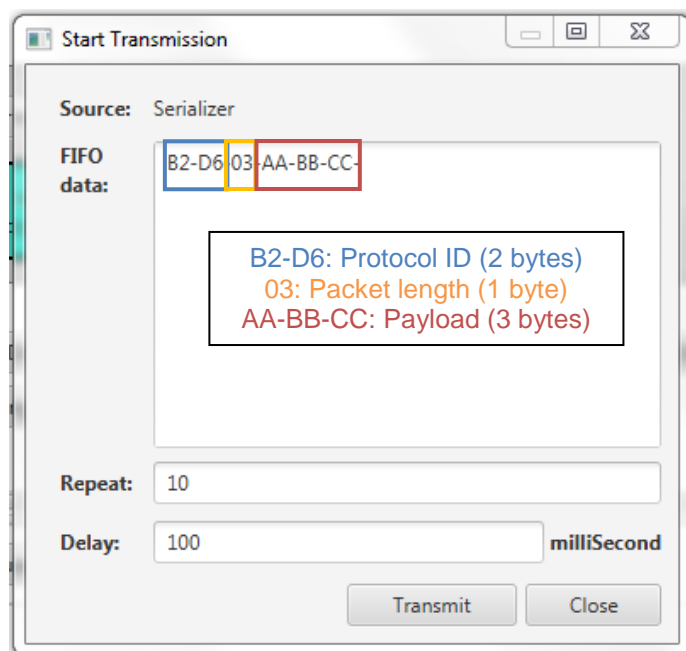 Start Transmission
Source: Serializer
FIFO data: B2-D6-03-AA-BB-CC-
B2-D6: Protocol ID (2 bytes)
03: Packet length (1 byte)
AA-BB-CC: Payload (3 bytes)
Repeat: 10
Delay: 100 milliSecond
Transmit Close